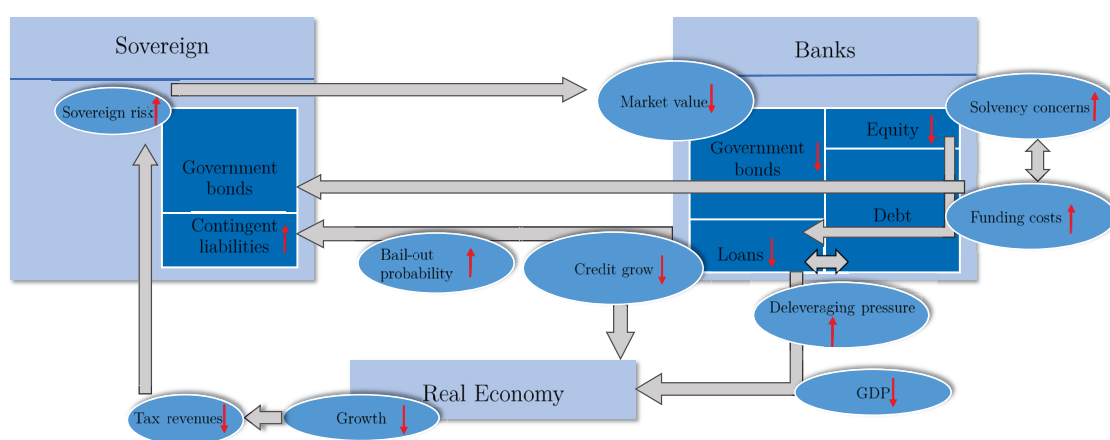 Sovereign
Banks
Sovereign risk
Market value
Solvency concerns
Equity
Government
bonds
Government
bonds
Contingent
liabilities
Debt
Funding costs
Bail-out
probability
Credit grow
Loans
Deleveraging pressure
Real Economy
GDP
Tax revenues
Growth